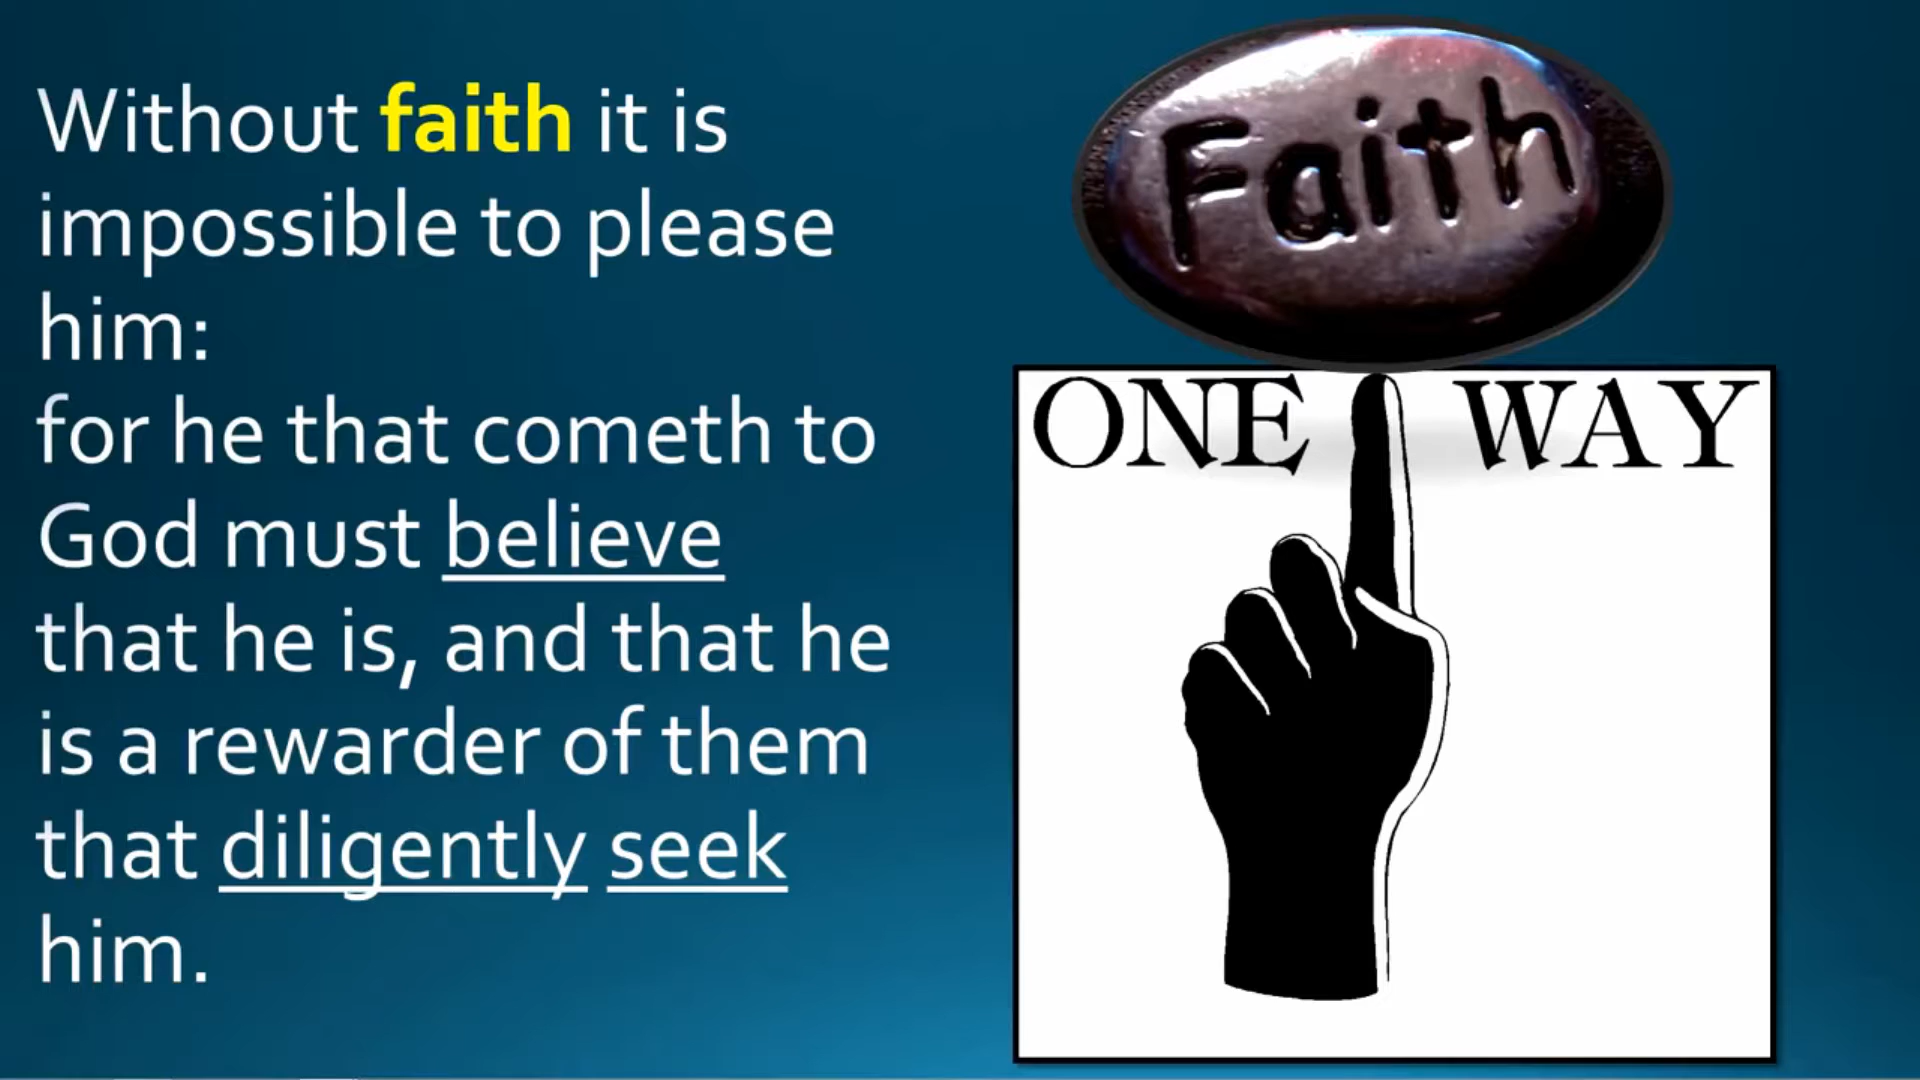 Without faith it is
impossible to please
him:
for he that cometh to
God must believe
that he is, and that he
is a rewarder of them
that diligently seek
him.
Faith
ONE WAY